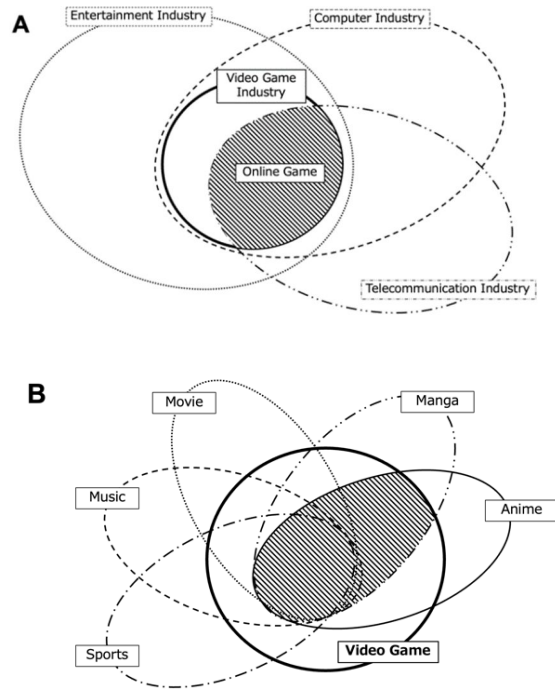 A
Entertainment Industry
Computer Industry
Video Game
Industry
Online Game
Telecommunication Industry
B
Movie
Manga
Music
Anime
Sports
Video Game